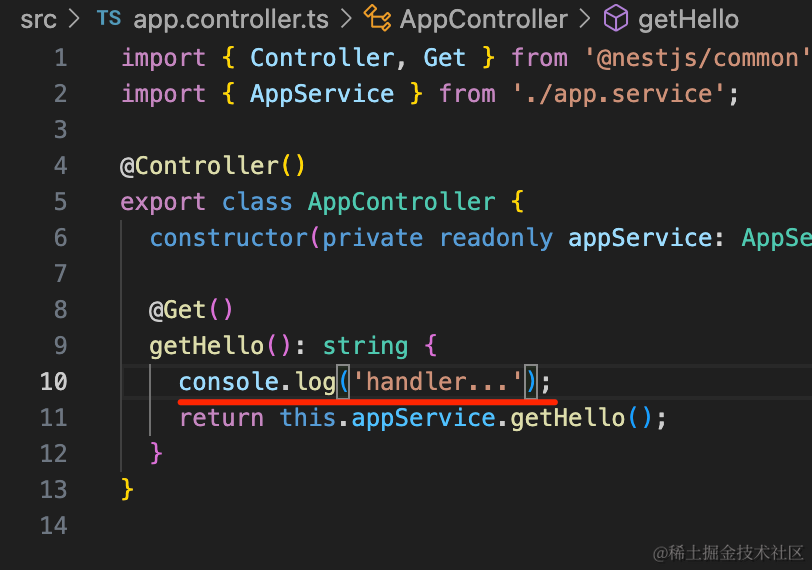 src > TS app.controller.ts > AppController > getHello
1 import { Controller, Get } from '@nestjs/common'
2 import { AppService } from './app.service';
3
4 @Controller()
5 export class AppController {
6 constructor(private readonly appService: AppSe
7
8 @Get()
9 getHello(): string {
10 console.log('handler...');
11 return this.appService.getHello();
12 }
13 }
14
@稀土掘金技术社区